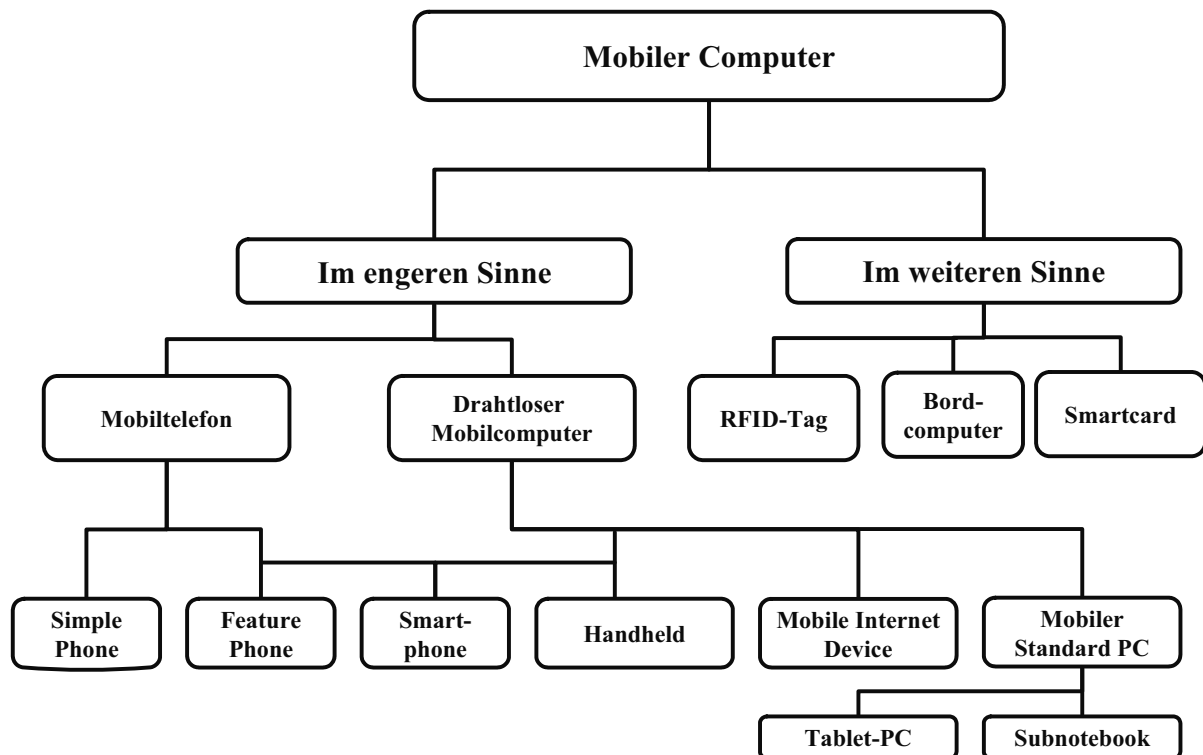 Mobiler Computer
Im engeren Sinne
Im weiteren Sinne
Mobiltelefon
Drahtloser
Mobilcomputer
RFID-Tag
Bord-
computer
Smartcard
Simple
Phone
Feature
Phone
Smart-
phone
Handheld
Mobile Internet
Device
Mobiler
Standard PC
Tablet-PC
Subnotebook